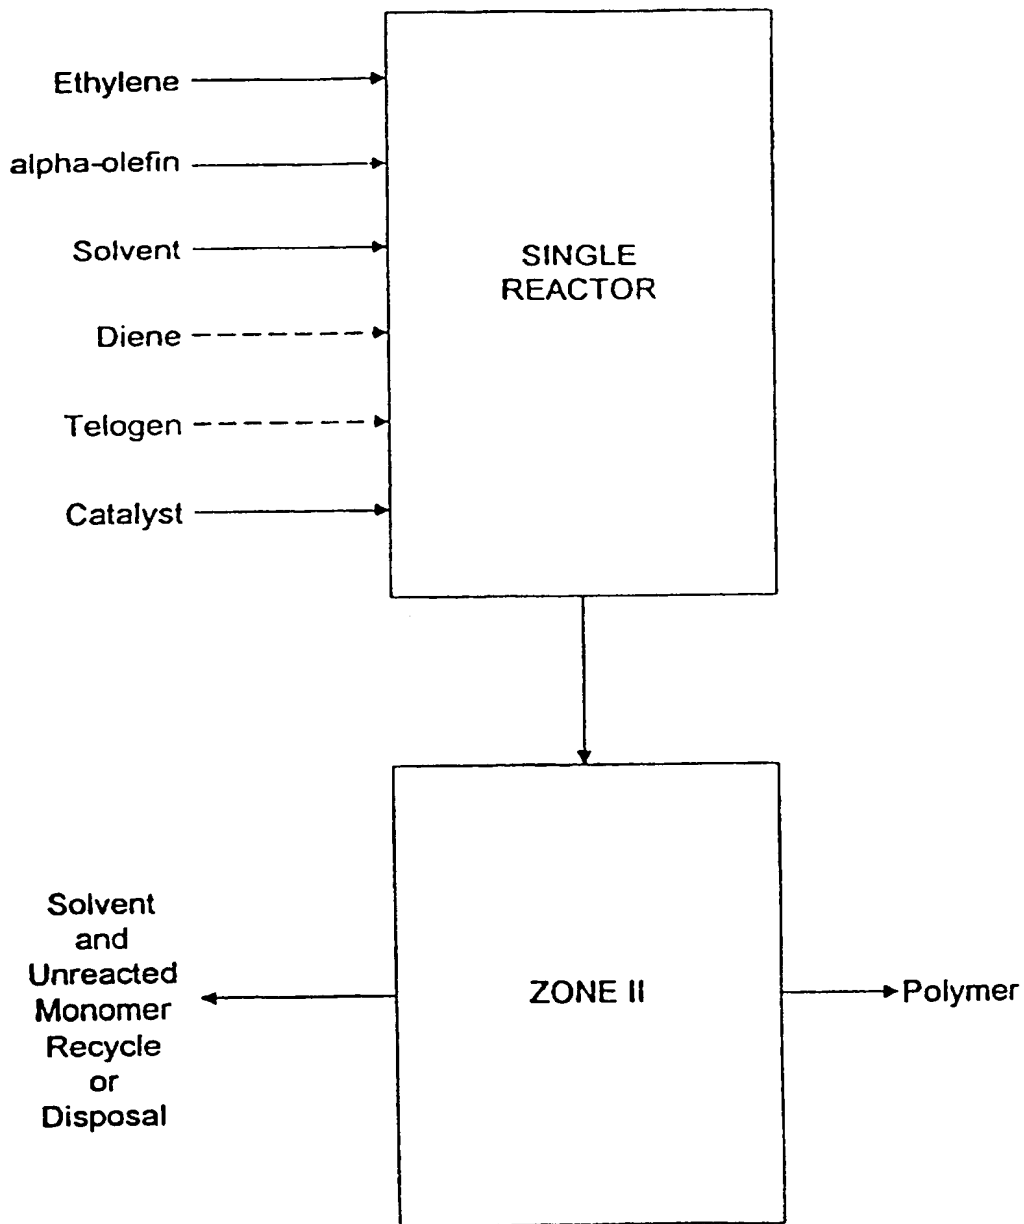 Ethylene
alpha-olefin
Solvent
Diene
Telogen
Catalyst
SINGLE
REACTOR
Solvent
and
Unreacted
Monomer
Recycle
or
Disposal
ZONE II
Polymer